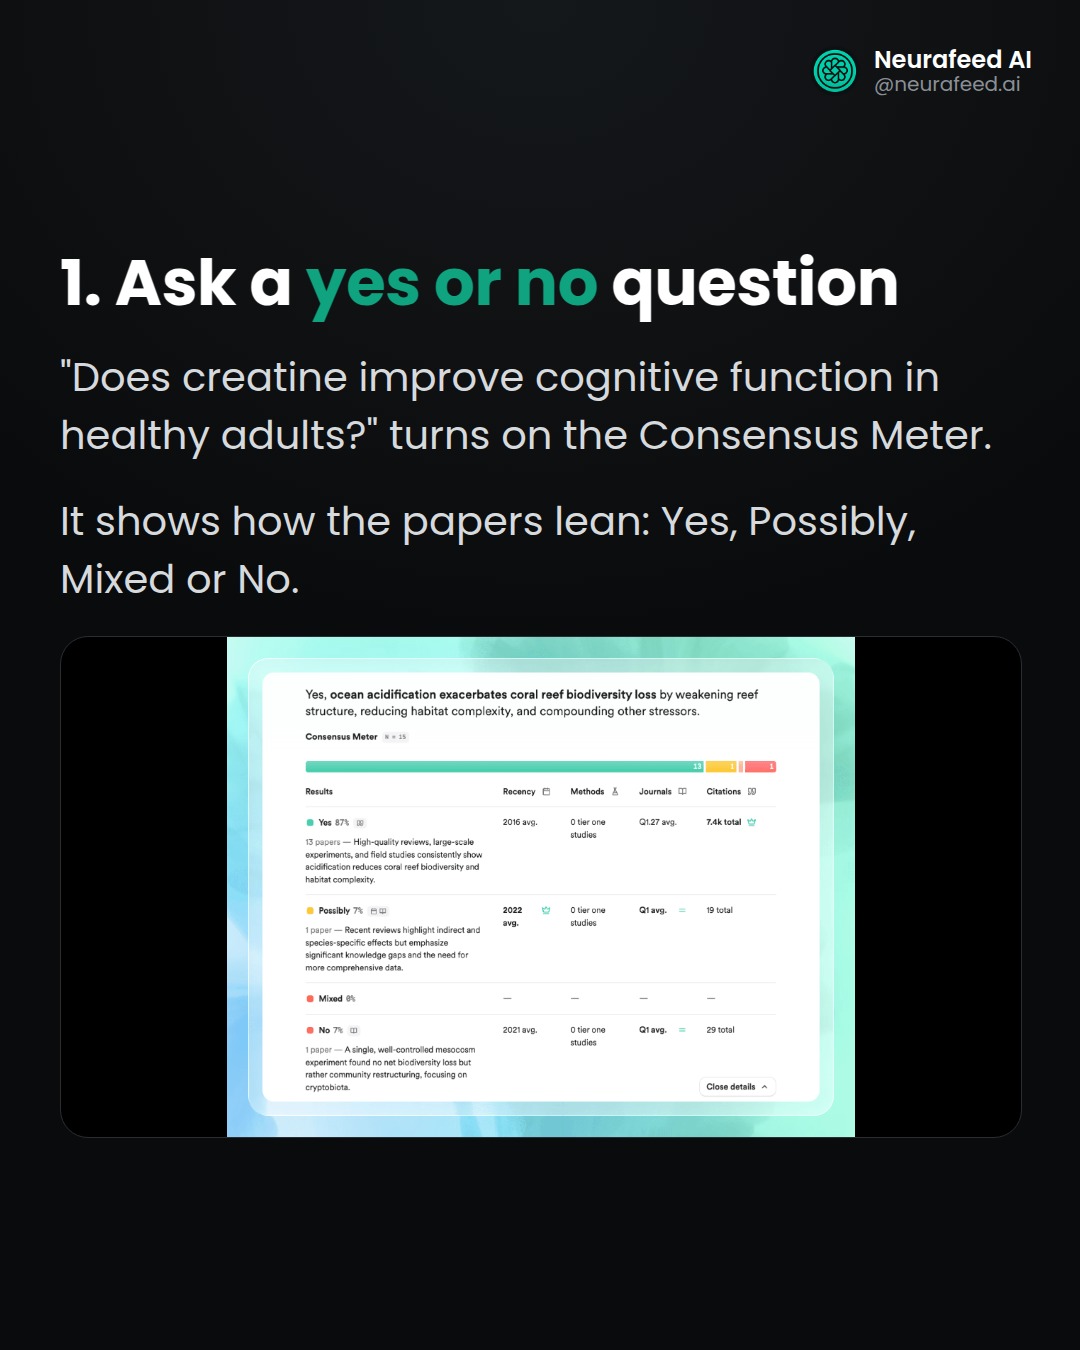 Neurafeed AI
@neurafeed.ai
1. Ask a yes or no question
"Does creatine improve cognitive function in
healthy adults?" turns on the Consensus Meter.
It shows how the papers lean: Yes, Possibly,
Mixed or No.
Yes, ocean acidification exacerbates coral reef biodiversity loss by weakening reef
structure, reducing habitat complexity, and compounding other stressors.
Consensus Meter N = 15
13 1 1
Results Recency Methods Journals Citations
Yes 87% 2016 avg. 0 tier one Q1.27 avg. 7.4k total
studies
13 papers — High-quality reviews, large-scale
experiments, and field studies consistently show
acidification reduces coral reef biodiversity and
habitat complexity.
Possibly 7% 2022 0 tier one Q1 avg. 19 total
avg. studies
1 paper — Recent reviews highlight indirect and
species-specific effects but emphasize
significant knowledge gaps and the need for
more comprehensive data.
Mixed 0% — — — —
No 7% 2021 avg. 0 tier one Q1 avg. 29 total
studies
1 paper — A single, well-controlled mesocosm
experiment found no net biodiversity loss but
rather community restructuring, focusing on
cryptobiota.
Close details